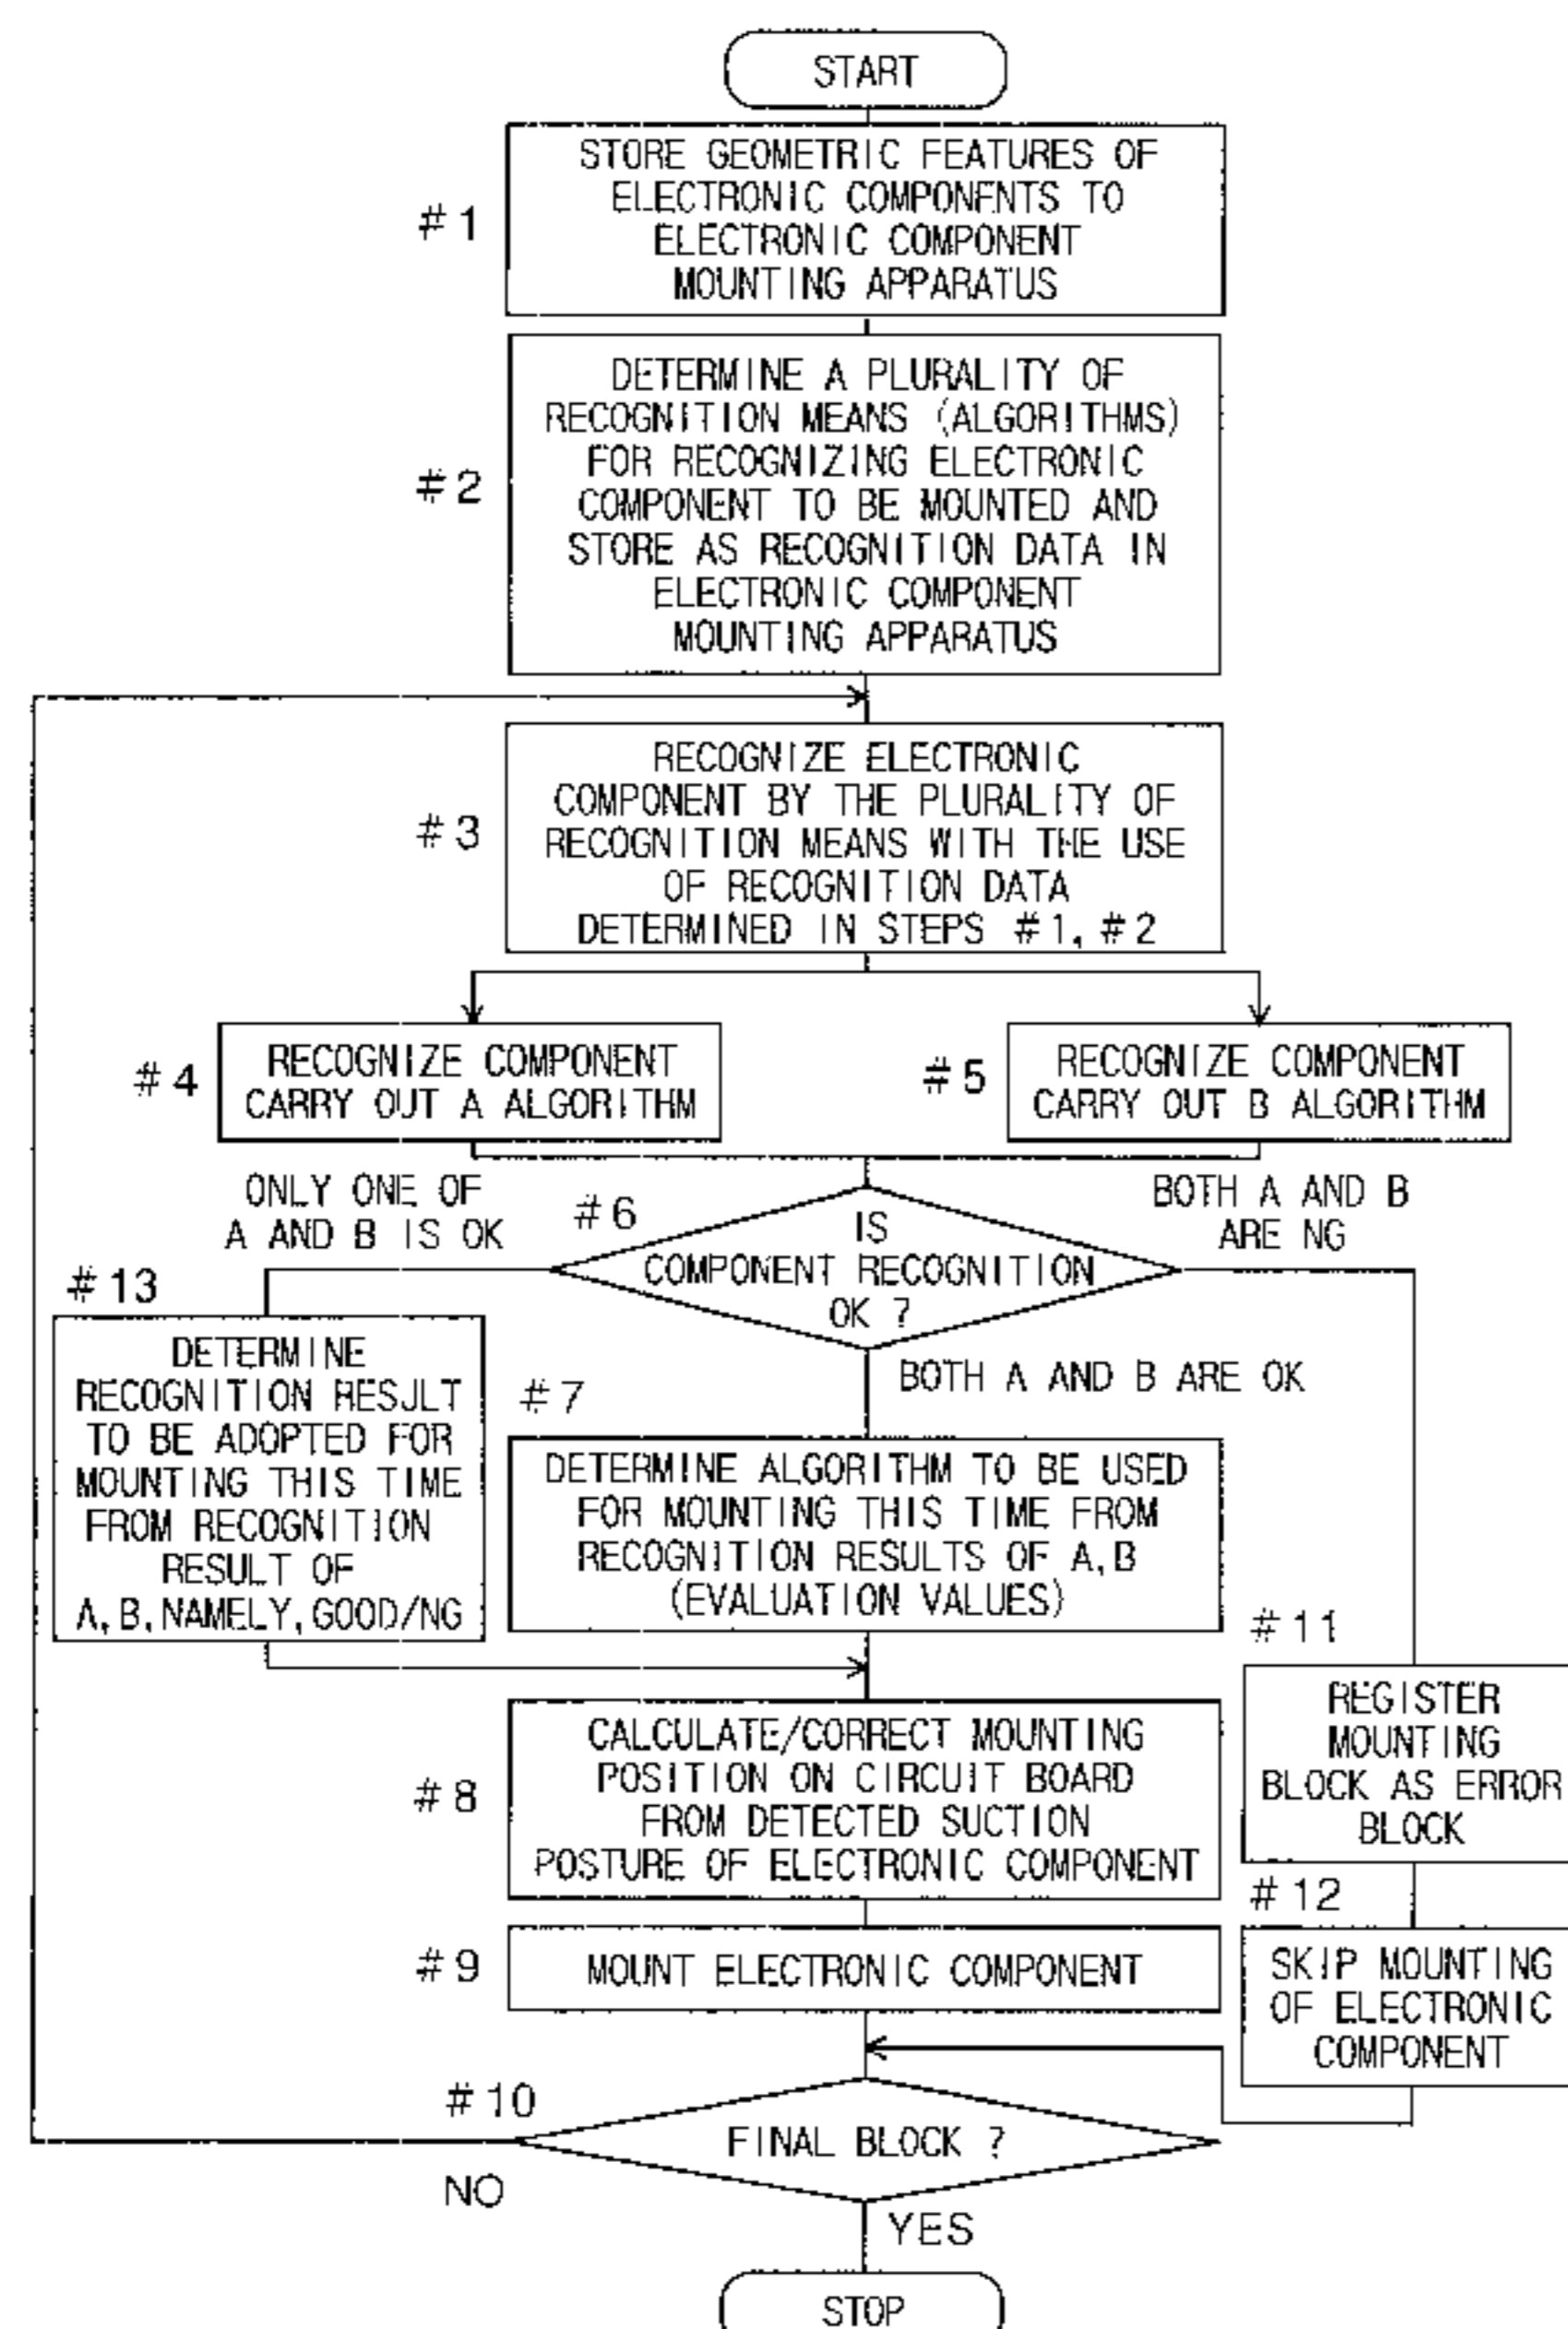 START
#1
STORE GEOMETRIC FEATURES OF
ELECTRONIC COMPONENTS TO
ELECTRONIC COMPONENT
MOUNTING APPARATUS
#2
DETERMINE A PLURALITY OF
RECOGNITION MEANS (ALGORITHMS)
FOR RECOGNIZING ELECTRONIC
COMPONENT TO BE MOUNTED AND
STORE AS RECOGNITION DATA IN
ELECTRONIC COMPONENT
MOUNTING APPARATUS
#3
RECOGNIZE ELECTRONIC
COMPONENT BY THE PLURALITY OF
RECOGNITION MEANS WITH THE USE
OF RECOGNITION DATA
DETERMINED IN STEPS #1, #2
#4
RECOGNIZE COMPONENT
CARRY OUT A ALGORITHM
#5
RECOGNIZE COMPONENT
CARRY OUT B ALGORITHM
ONLY ONE OF
A AND B IS OK
#6
IS
COMPONENT RECOGNITION
OK ?
BOTH A AND B
ARE NG
#13
DETERMINE
RECOGNITION RESULT
TO BE ADOPTED FOR
MOUNTING THIS TIME
FROM RECOGNITION
RESULT OF
A, B, NAMELY, GOOD/NG
BOTH A AND B ARE OK
#7
DETERMINE ALGORITHM TO BE USED
FOR MOUNTING THIS TIME FROM
RECOGNITION RESULTS OF A, B
(EVALUATION VALUES)
#11
REGISTER
MOUNTING
BLOCK AS ERROR
BLOCK
#8
CALCULATE/CORRECT MOUNTING
POSITION ON CIRCUIT BOARD
FROM DETECTED SUCTION
POSTURE OF ELECTRONIC COMPONENT
#12
SKIP MOUNTING
OF ELECTRONIC
COMPONENT
#9
MOUNT ELECTRONIC COMPONENT
#10
FINAL BLOCK ?
NO
YES
STOP